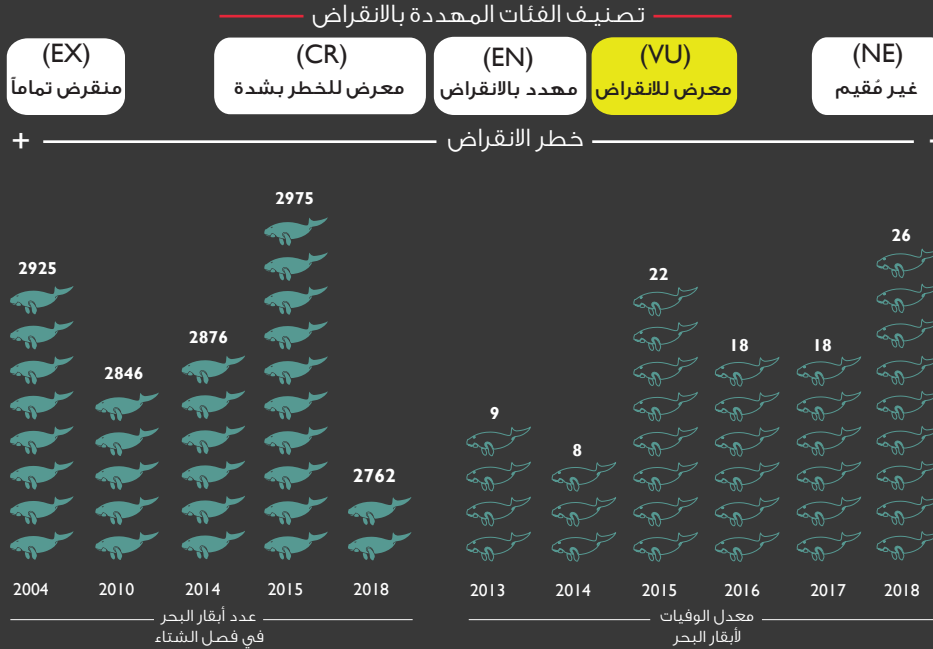 تصنيف الفئات المهددة بالانقراض
(NE)
غير مُقيم
(VU)
معرض للانقراض
(EN)
مهدد بالانقراض
(CR)
معرض للخطر بشدة
(EX)
منقرض تماماً
+ خطر الانقراض -
2925
2846
2876
2975
2762
2004
2010
2014
2015
2018
عدد أبقار البحر
في فصل الشتاء
9
8
22
18
18
26
2013
2014
2015
2016
2017
2018
معدل الوفيات
لأبقار البحر